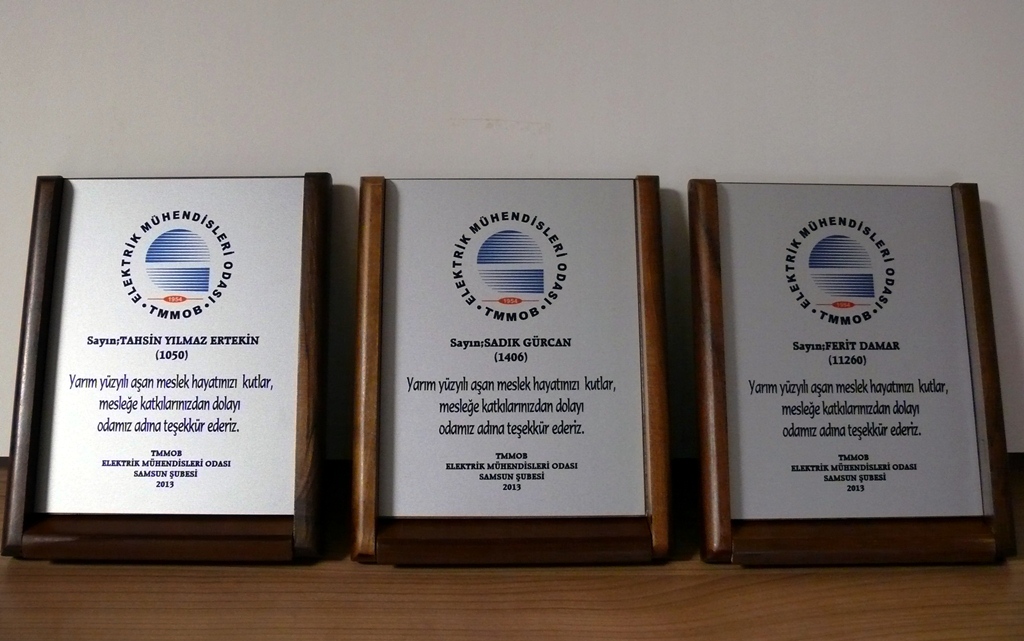 ELEKTRİK MÜHENDİSLERİ ODASI
1954
• TMMOB •
Sayın;TAHSİN YILMAZ ERTEKİN
(1050)
Yarım yüzyılı aşan meslek hayatınızı kutlar,
mesleğe katkılarınızdan dolayı
odamız adına teşekkür ederiz.
TMMOB
ELEKTRİK MÜHENDİSLERİ ODASI
SAMSUN ŞUBESİ
2013
ELEKTRİK MÜHENDİSLERİ ODASI
1954
• TMMOB •
Sayın;SADIK GÜRCAN
(1406)
Yarım yüzyılı aşan meslek hayatınızı kutlar,
mesleğe katkılarınızdan dolayı
odamız adına teşekkür ederiz.
TMMOB
ELEKTRİK MÜHENDİSLERİ ODASI
SAMSUN ŞUBESİ
2013
ELEKTRİK MÜHENDİSLERİ ODASI
1954
• TMMOB •
Sayın;FERİT DAMAR
(11260)
Yarım yüzyılı aşan meslek hayatınızı kutlar,
mesleğe katkılarınızdan dolayı
odamız adına teşekkür ederiz.
TMMOB
ELEKTRİK MÜHENDİSLERİ ODASI
SAMSUN ŞUBESİ
2013